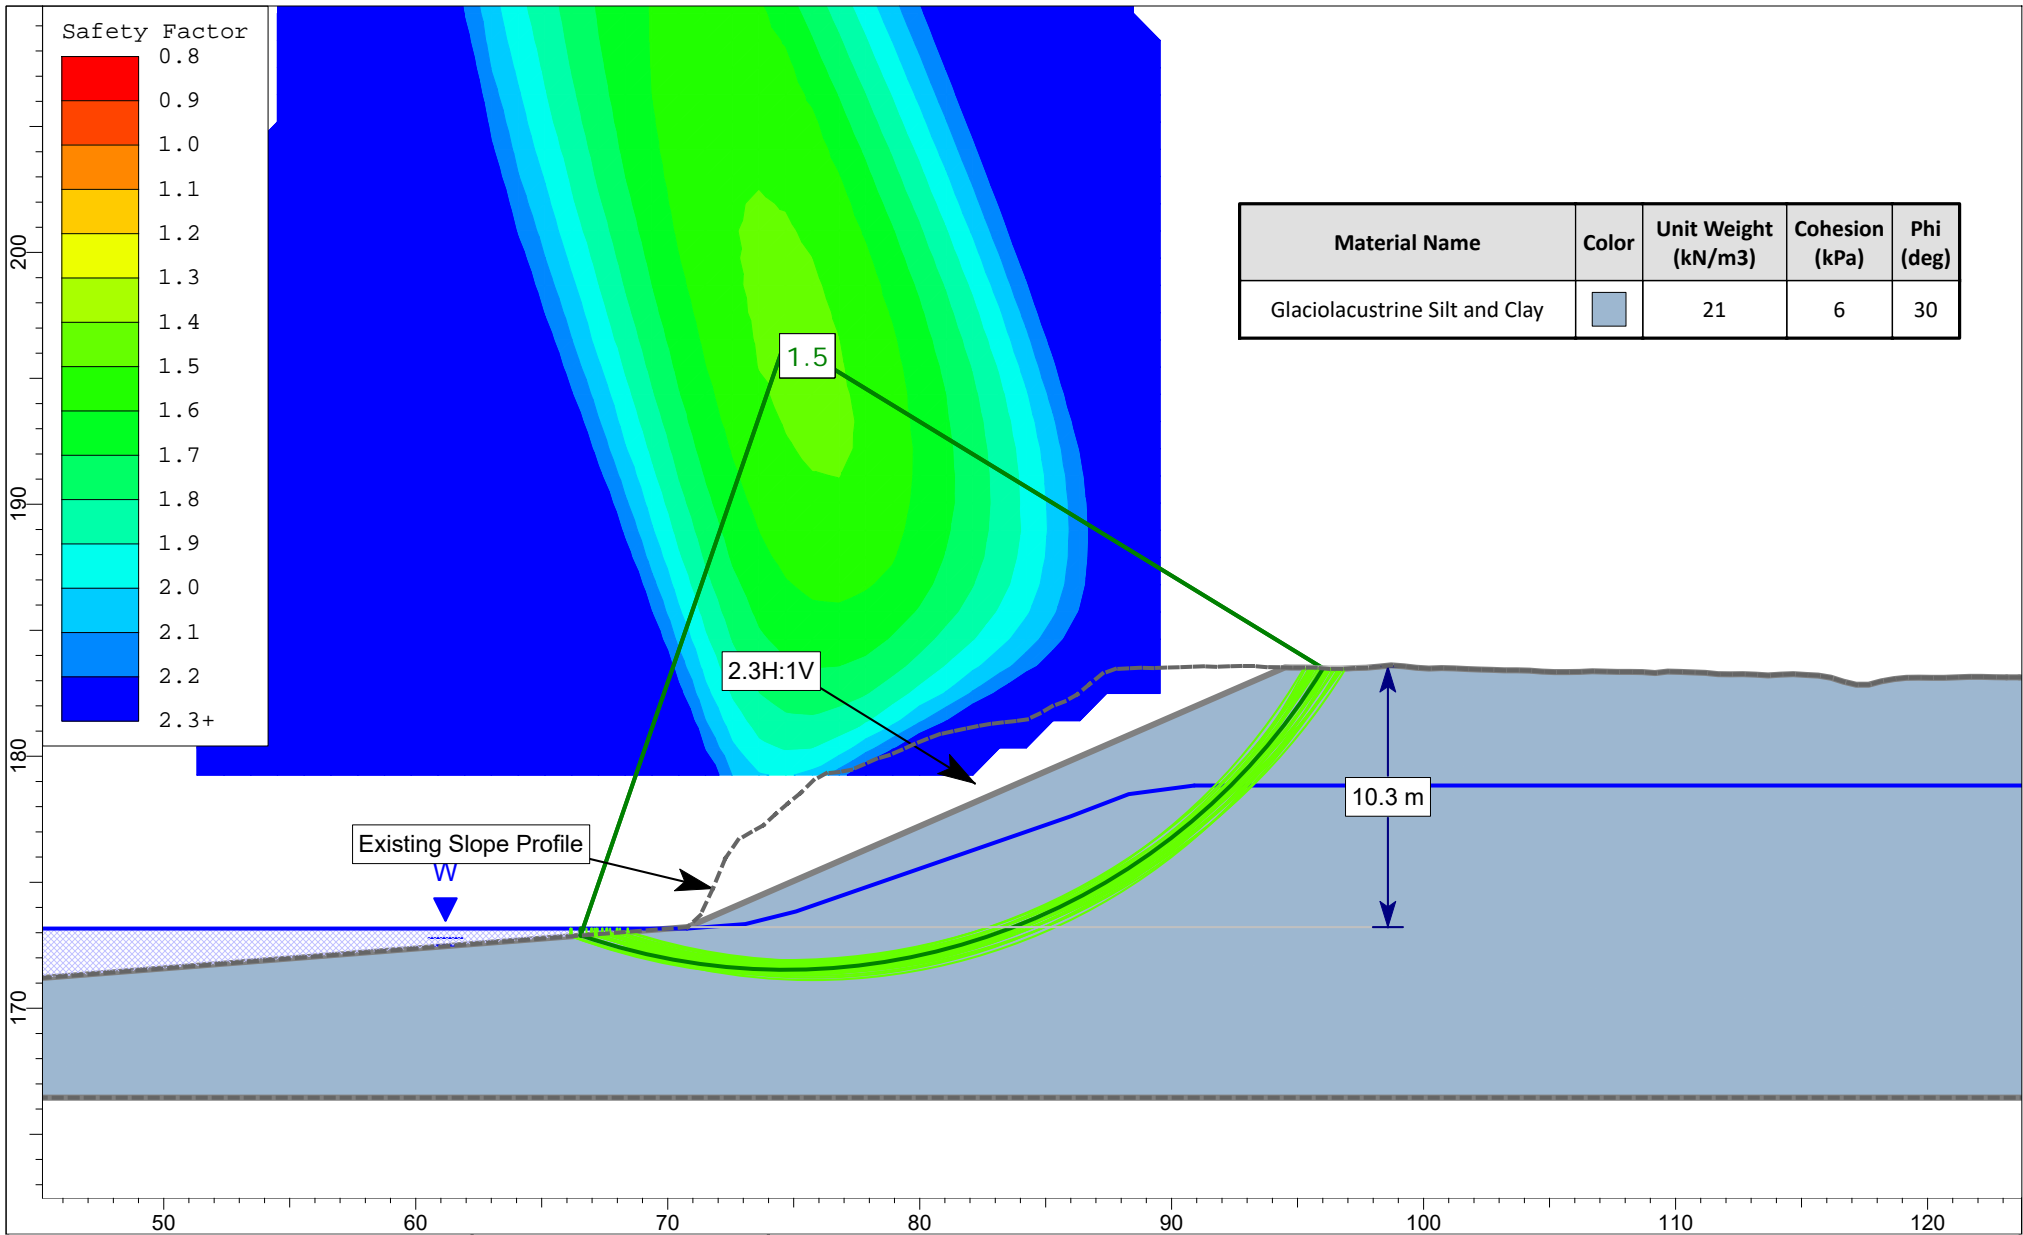 Safety Factor
0.8
0.9
1.0
1.1
1.2
1.3
1.4
1.5
1.6
1.7
1.8
1.9
2.0
2.1
2.2
2.3+
Material Name Color Unit Weight (kN/m3) Cohesion (kPa) Phi (deg)
Glaciolacustrine Silt and Clay 21 6 30
1.5
2.3H:1V
10.3 m
Existing Slope Profile
W
200
190
180
170
50 60 70 80 90 100 110 120